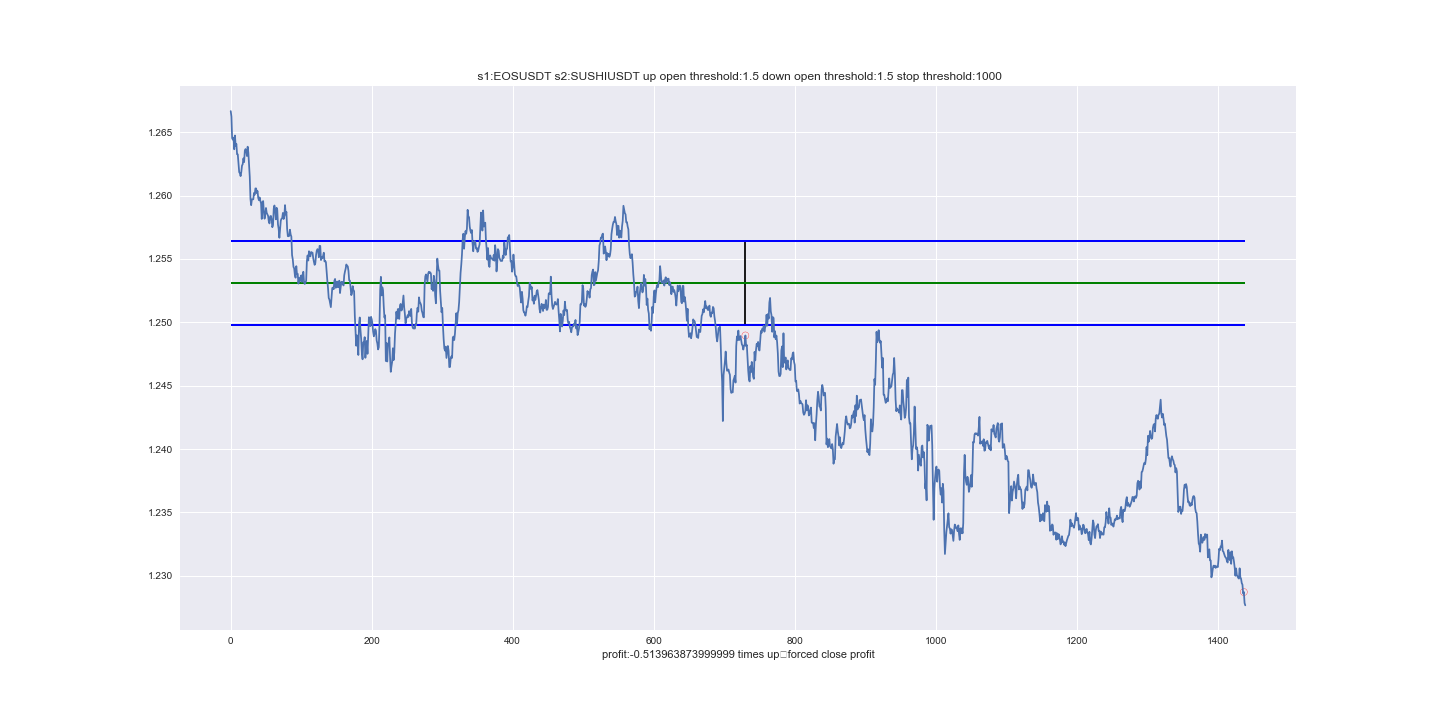 s1:EOSUSDT s2:SUSHIUSDT up open threshold:1.5 down open threshold:1.5 stop threshold:1000
1.265
1.260
1.255
1.250
1.245
1.240
1.235
1.230
0 200 400 600 800 1000 1200 1400
profit:-0.513963873999999 times up□forced close profit